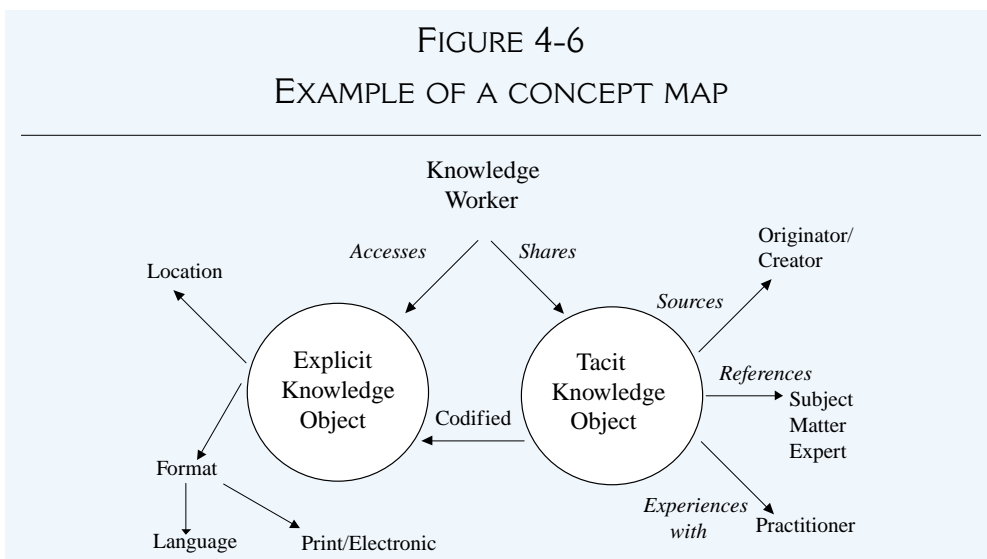 FIGURE 4-6
EXAMPLE OF A CONCEPT MAP
Knowledge
Worker
Accesses
Shares
Originator/
Creator
Location
Sources
Explicit
Knowledge
Object
Tacit
Knowledge
Object
References
Subject
Matter
Expert
Codified
Format
Experiences
with
Practitioner
Language
Print/Electronic